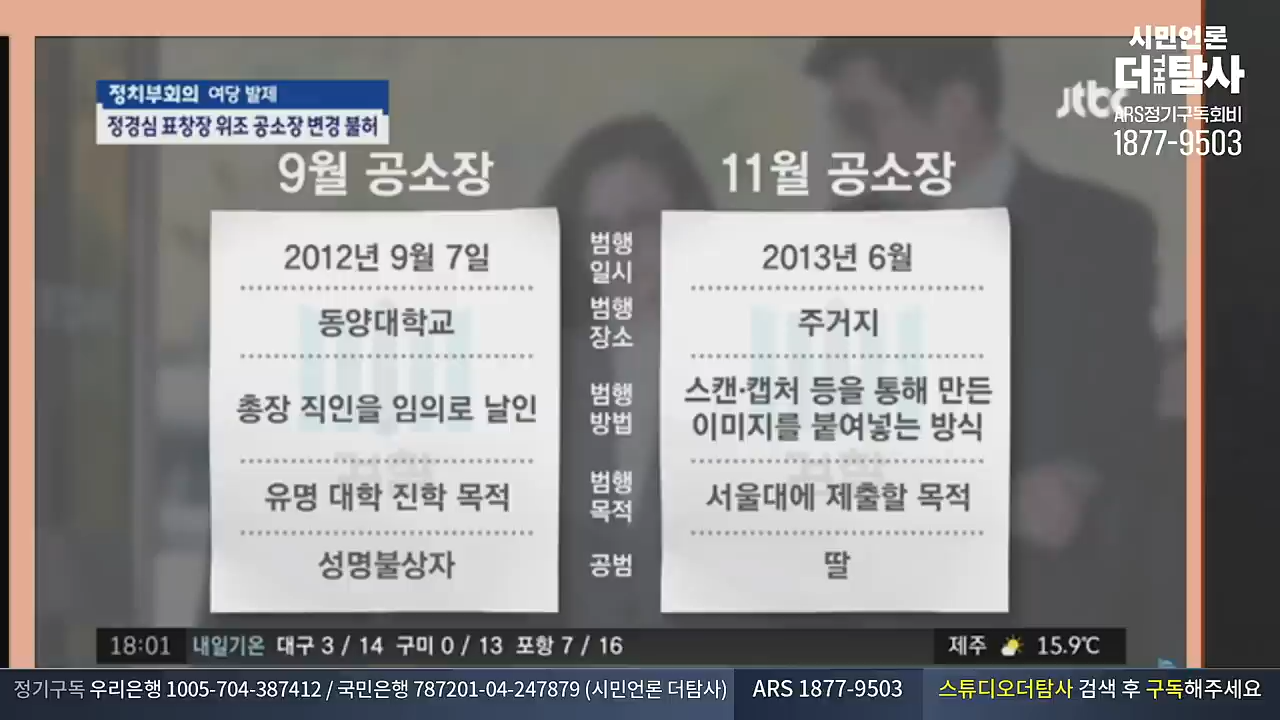 시민언론
더탐사
jtbc
ARS정기구독회비
1877-9503
정치부회의 여당 발제
정경심 표창장 위조 공소장 변경 불허
9월 공소장
11월 공소장
2012년 9월 7일
범행
일시
2013년 6월
동양대학교
범행
장소
주거지
총장 직인을 임의로 날인
범행
방법
스캔·캡처 등을 통해 만든
이미지를 붙여넣는 방식
유명 대학 진학 목적
범행
목적
서울대에 제출할 목적
성명불상자
공범
딸
18:01 내일기온 대구 3 / 14 구미 0 / 13 포항 7 / 16
제주 15.9℃
정기구독 우리은행 1005-704-387412 / 국민은행 787201-04-247879 (시민언론 더탐사)
ARS 1877-9503
스튜디오더탐사 검색 후 구독해주세요